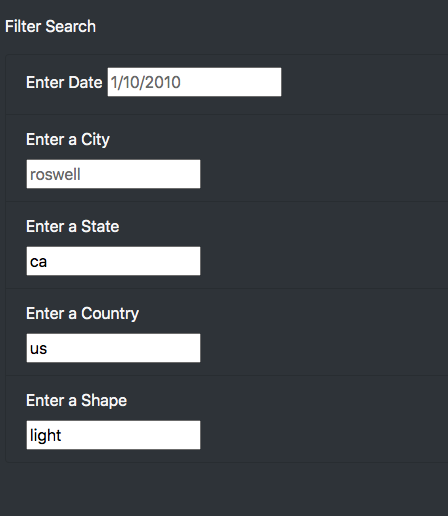 Filter Search
Enter Date 1/10/2010
Enter a City
roswell
Enter a State
ca
Enter a Country
us
Enter a Shape
light